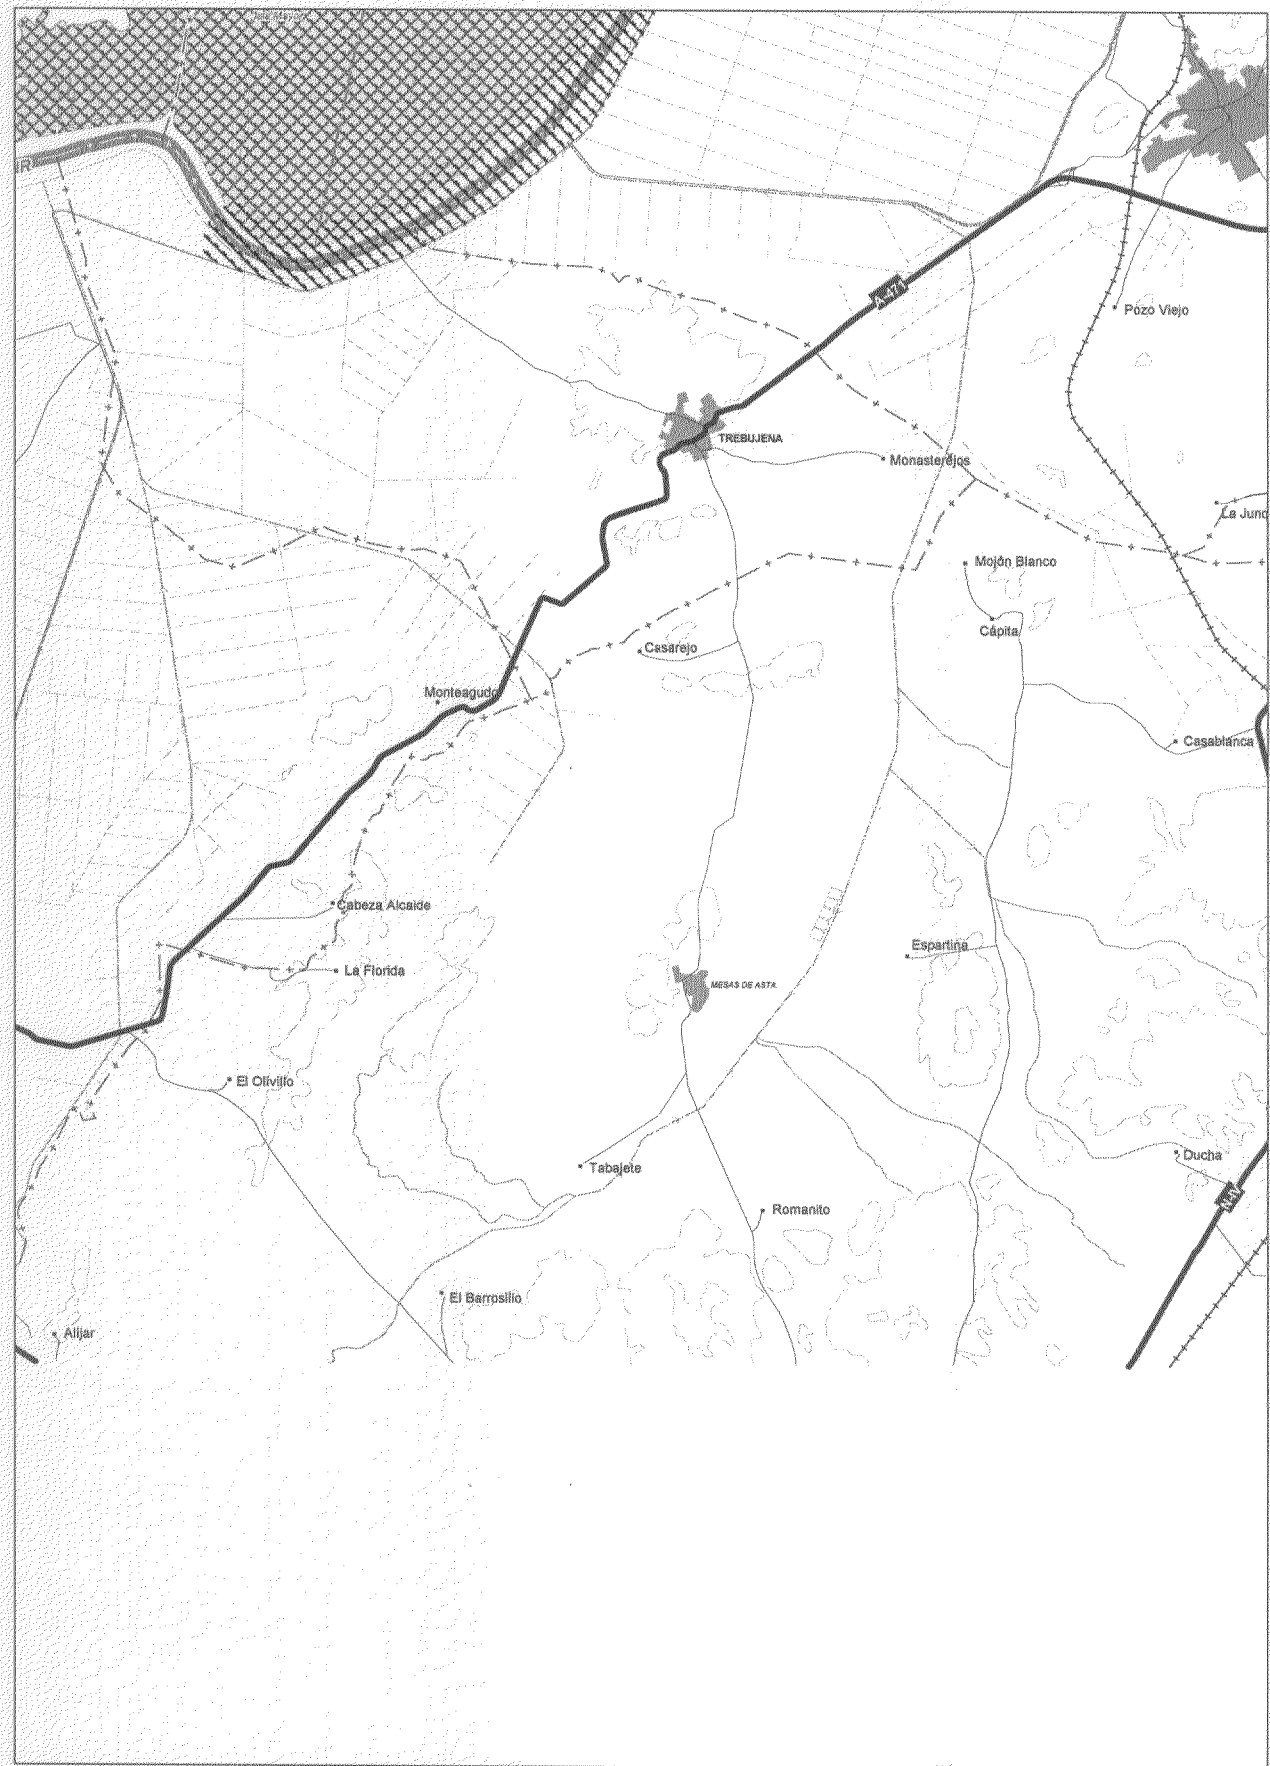 A-471
Pozo Viejo
TREBUJENA
Monasterejos
La Junc
Mojón Blanco
Cápita
Casarejo
Monteagudo
Casablanca
Cabeza Alcaide
Espartina
La Florida
MESAS DE ASTA
El Olivillo
Ducha
Tabajete
Romanito
El Barrosillo
Alijar